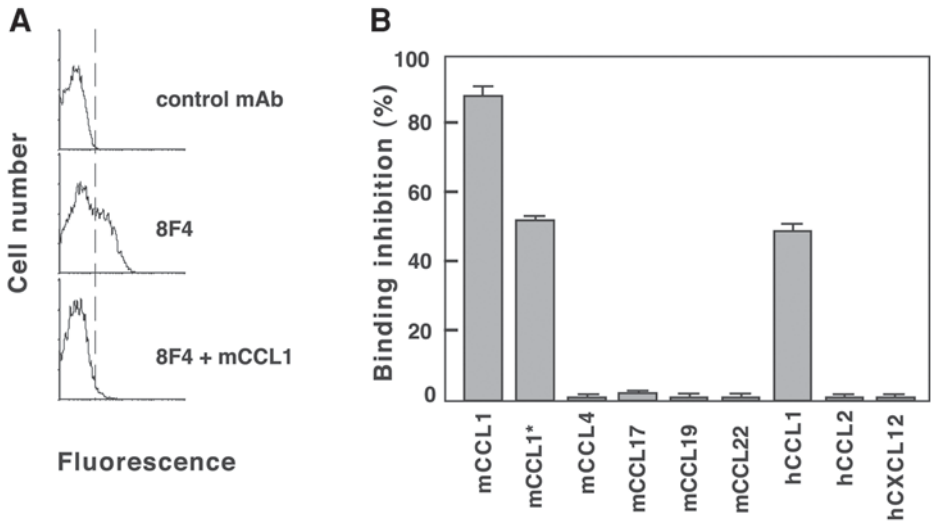 A
control mAb
8F4
8F4 + mCCL1
Cell number
Fluorescence
B
Binding inhibition (%)
100
80
60
40
20
0
mCCL1
mCCL1*
mCCL4
mCCL17
mCCL19
mCCL22
hCCL1
hCCL2
hCXCL12